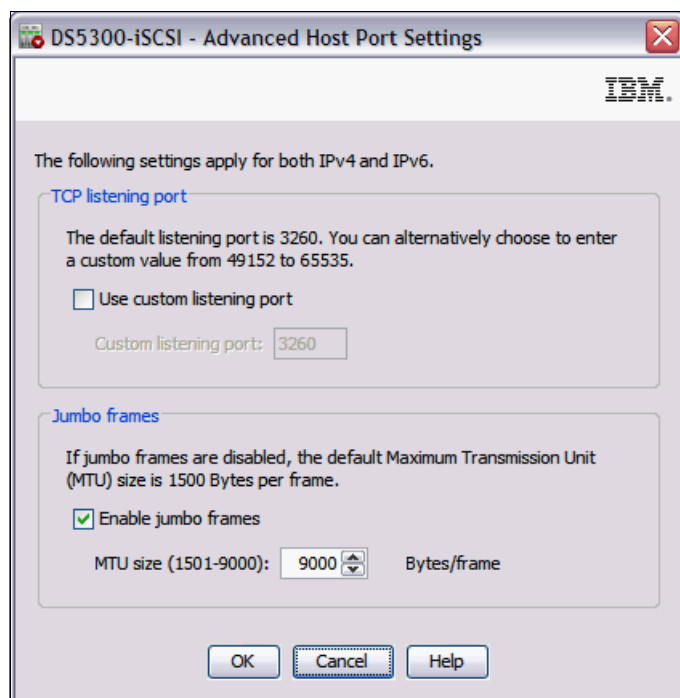 DS5300-iSCSI - Advanced Host Port Settings
IBM.
The following settings apply for both IPv4 and IPv6.
TCP listening port
The default listening port is 3260. You can alternatively choose to enter
a custom value from 49152 to 65535.
Use custom listening port
Custom listening port: 3260
Jumbo frames
If jumbo frames are disabled, the default Maximum Transmission Unit
(MTU) size is 1500 Bytes per frame.
Enable jumbo frames
MTU size (1501-9000): 9000 Bytes/frame
OK Cancel Help